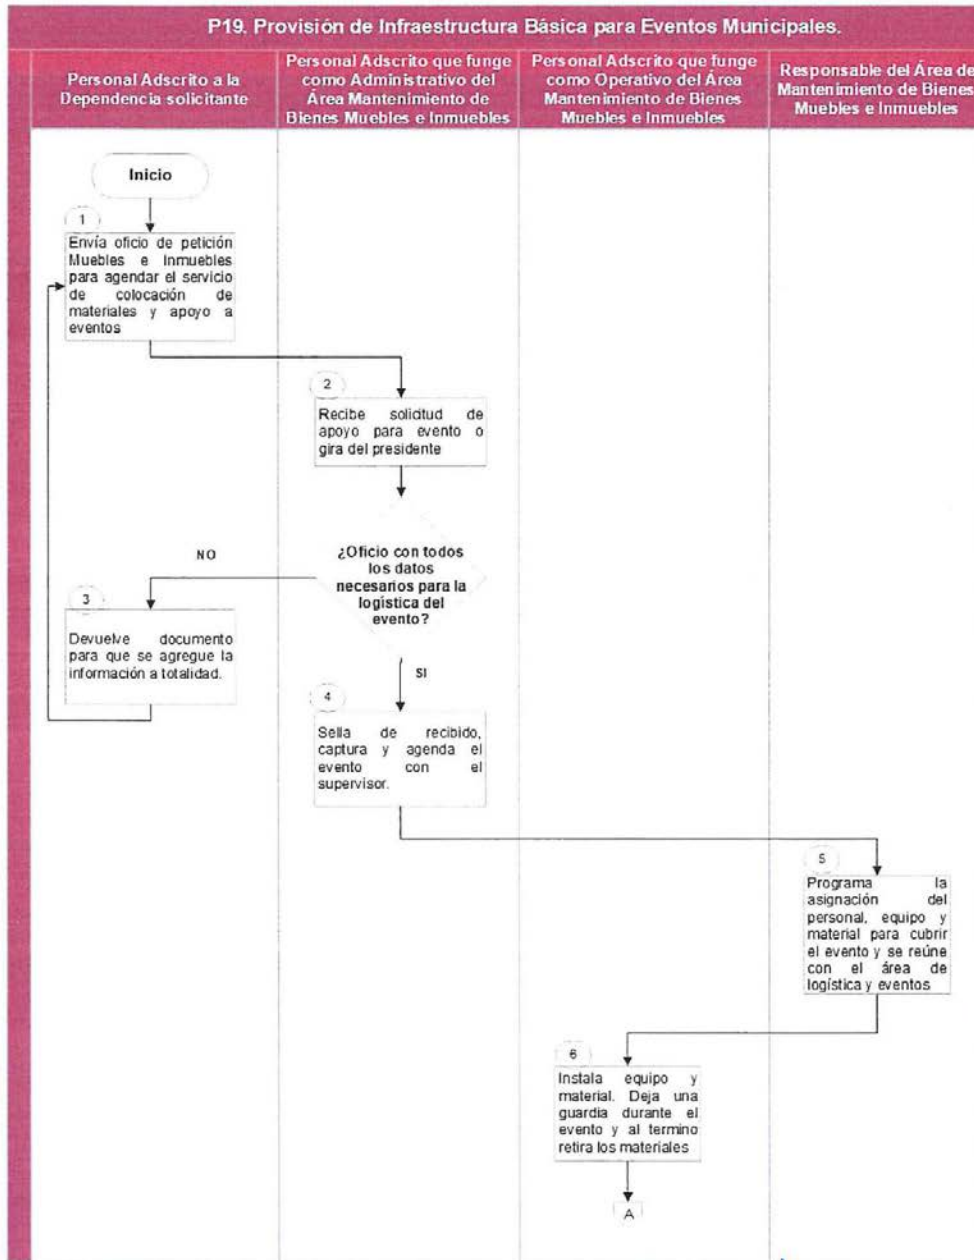 P19. Provisión de Infraestructura Básica para Eventos Municipales.
Personal Adscrito a la
Dependencia solicitante
Personal Adscrito que funge
como Administrativo del
Área Mantenimiento de
Bienes Muebles e Inmuebles
Personal Adscrito que funge
como Operativo del Área
Mantenimiento de Bienes
Muebles e Inmuebles
Responsable del Área de
Mantenimiento de Bienes
Muebles e Inmuebles
Inicio
1
Envía oficio de petición
Muebles e Inmuebles
para agendar el servicio
de colocación de
materiales y apoyo a
eventos
2
Recibe solicitud de
apoyo para evento o
gira del presidente
¿Oficio con todos
los datos
necesarios para la
logística del
evento?
NO
3
Devuelve documento
para que se agregue la
información a totalidad.
SI
4
Sella de recibido,
captura y agenda el
evento con el
supervisor.
5
Programa la
asignación del
personal, equipo y
material para cubrir
el evento y se reúne
con el área de
logística y eventos
6
Instala equipo y
material. Deja una
guardia durante el
evento y al termino
retira los materiales
A